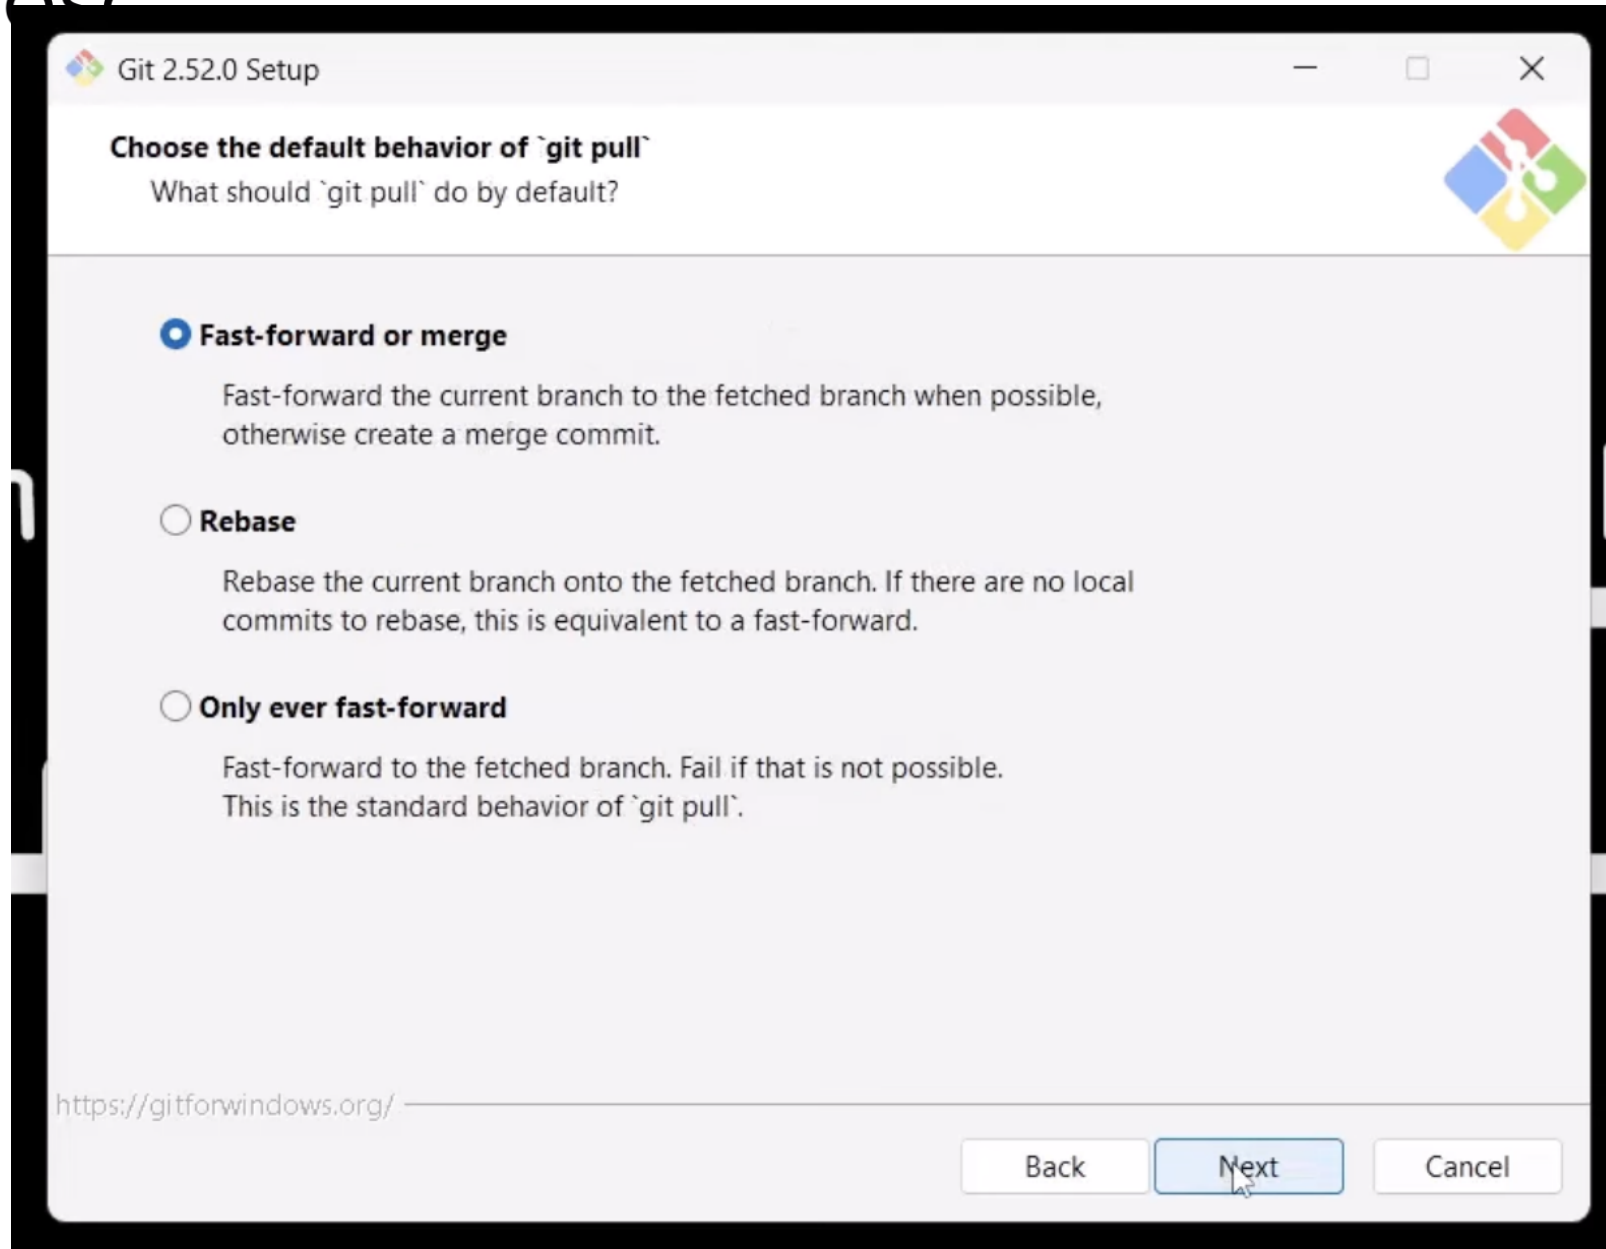 Git 2.52.0 Setup
Choose the default behavior of `git pull`
What should `git pull` do by default?
Fast-forward or merge
Fast-forward the current branch to the fetched branch when possible,
otherwise create a merge commit.
Rebase
Rebase the current branch onto the fetched branch. If there are no local
commits to rebase, this is equivalent to a fast-forward.
Only ever fast-forward
Fast-forward to the fetched branch. Fail if that is not possible.
This is the standard behavior of `git pull`.
https://gitforwindows.org/
Back Next Cancel